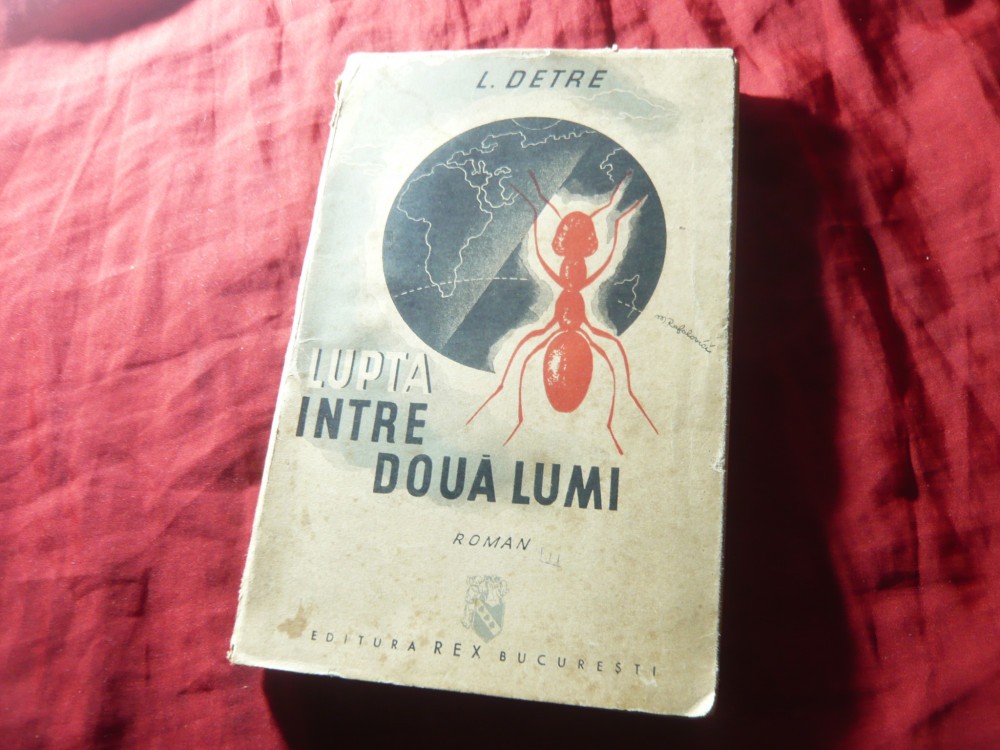 L. DETRE
LUPTA
INTRE
DOUĂ LUMI
ROMAN
EDITURA REX BUCUREȘTI